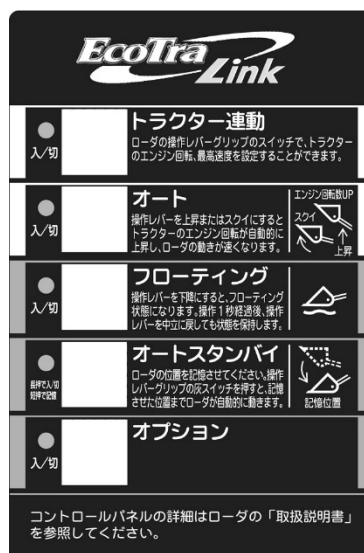 EcoTra
Link
トラクター連動
ローダの操作レバーグリップのスイッチで、トラクター
のエンジン回転、最高速度を設定することができます。
入/切
オート
操作レバーを上昇またはスクイにすると
トラクターのエンジン回転が自動的に
上昇し、ローダの動きが速くなります。
エンジン回転数UP
スクイ
上昇
入/切
フローティング
操作レバーを下降にすると、フローティング
状態になります。操作1秒経過後、操作
レバーを中立に戻しても状態を保持します。
入/切
オートスタンバイ
ローダの位置を記憶させてください。操作
レバーグリップの灰スイッチを押すと、記憶
させた位置までローダが自動的に動きます。
記憶位置
長押で入/切
短押で記憶
オプション
入/切
コントロールパネルの詳細はローダの「取扱説明書」
を参照してください。